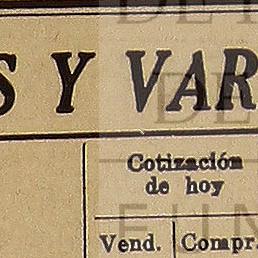 S Y VAR
Cotización
de hoy
Vend. Compr.